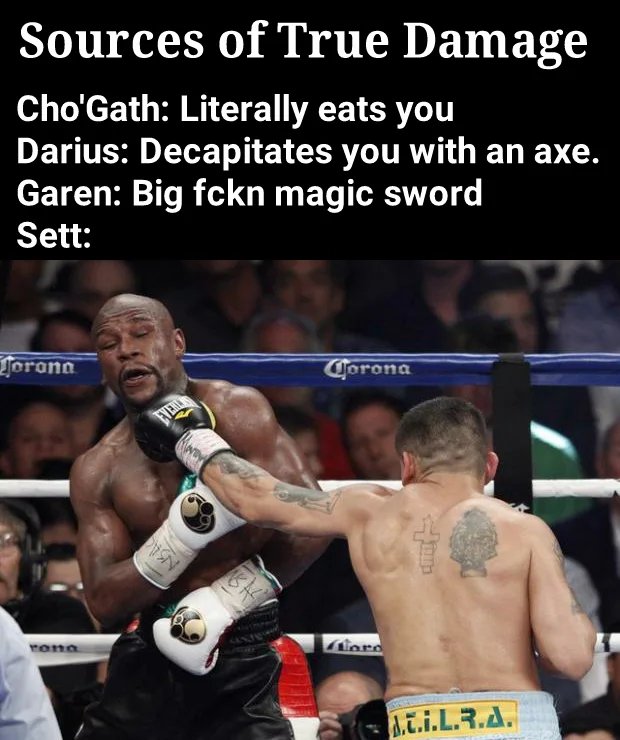 Sources of True Damage
Cho'Gath: Literally eats you
Darius: Decapitates you with an axe.
Garen: Big fckn magic sword
Sett:
Corona
Corona
EVERLAST
A.T.i.L.R.A.